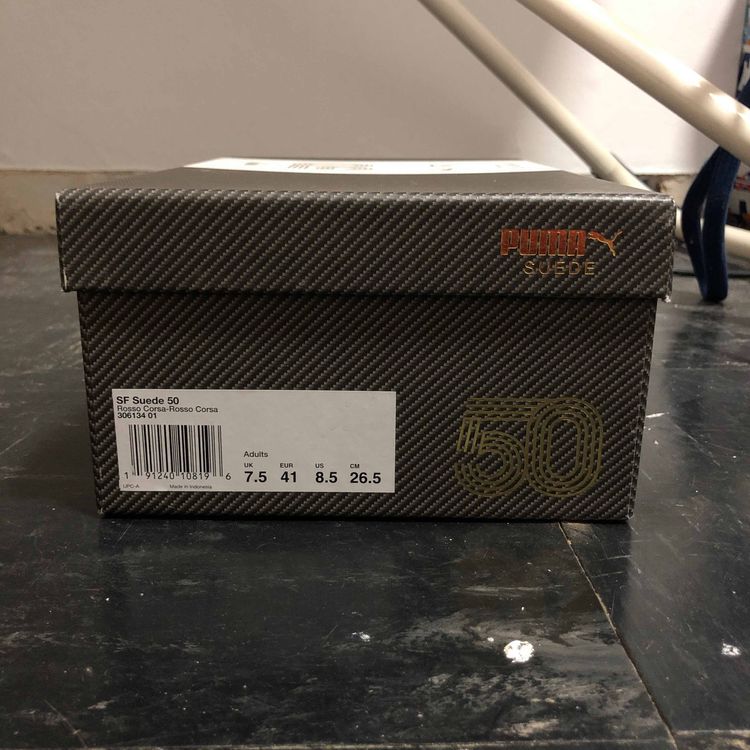 PUMA
SUEDE
SF Suede 50
Rosso Corsa-Rosso Corsa
306134 01
1 91240 10819 6
UPC-A Made in Indonesia
Adults
UK EUR US CM
7.5 41 8.5 26.5
50